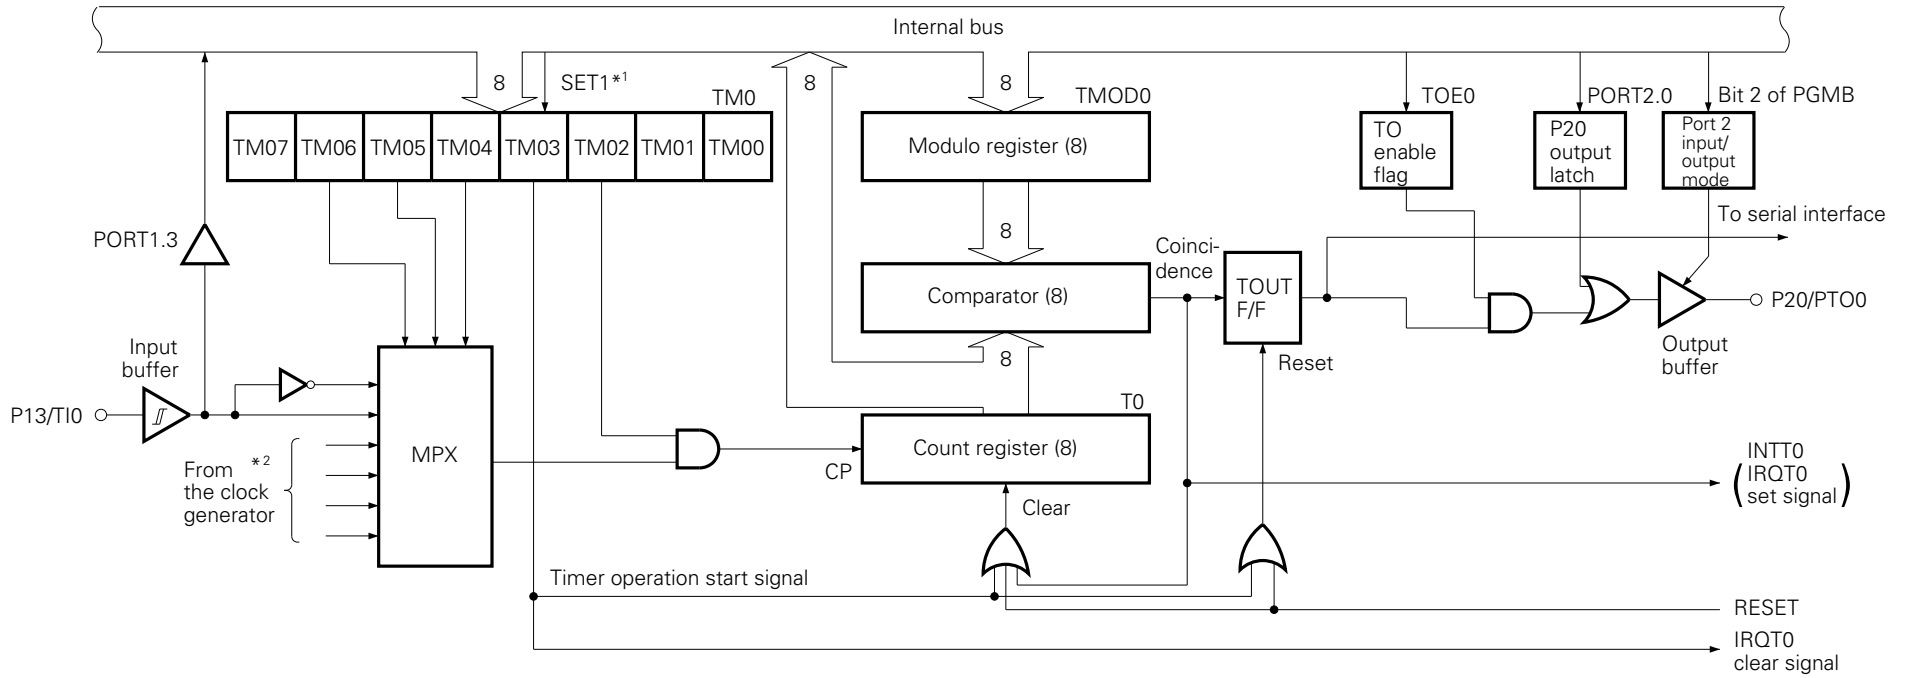 Internal bus
8
SET1*1
8
8
TM0
TMOD0
TOE0
PORT2.0
Bit 2 of PGMB
TM07
TM06
TM05
TM04
TM03
TM02
TM01
TM00
Modulo register (8)
TO
enable
flag
P20
output
latch
Port 2
input/
output
mode
To serial interface
PORT1.3
8
Coinci-
dence
Comparator (8)
TOUT
F/F
P20/PTO0
Output
buffer
Reset
8
Input
buffer
P13/TI0
T0
Count register (8)
CP
MPX
From *2
the clock
generator
Clear
INTT0
(IRQT0
set signal)
Timer operation start signal
RESET
IRQT0
clear signal